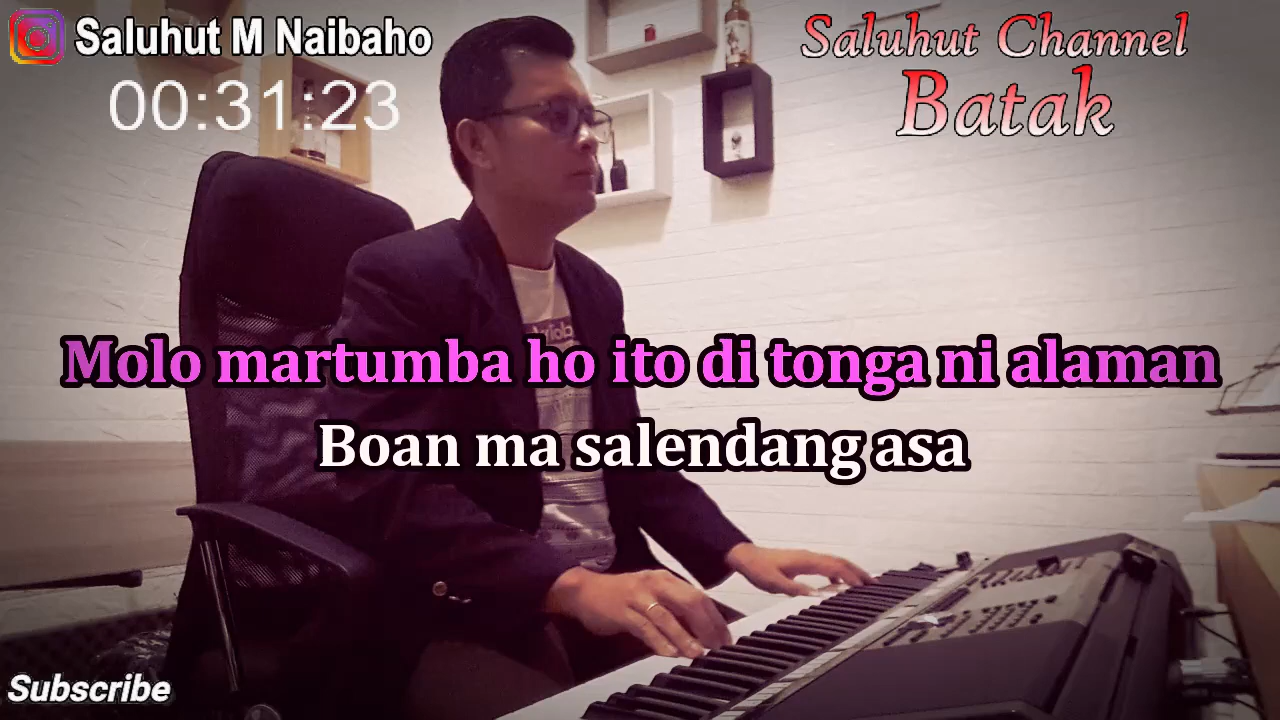 Saluhut M Naibaho
00:31:23
Saluhut Channel
Batak
Molo martumba ho ito di tonga ni alaman
Boan ma salendang asa
Subscribe